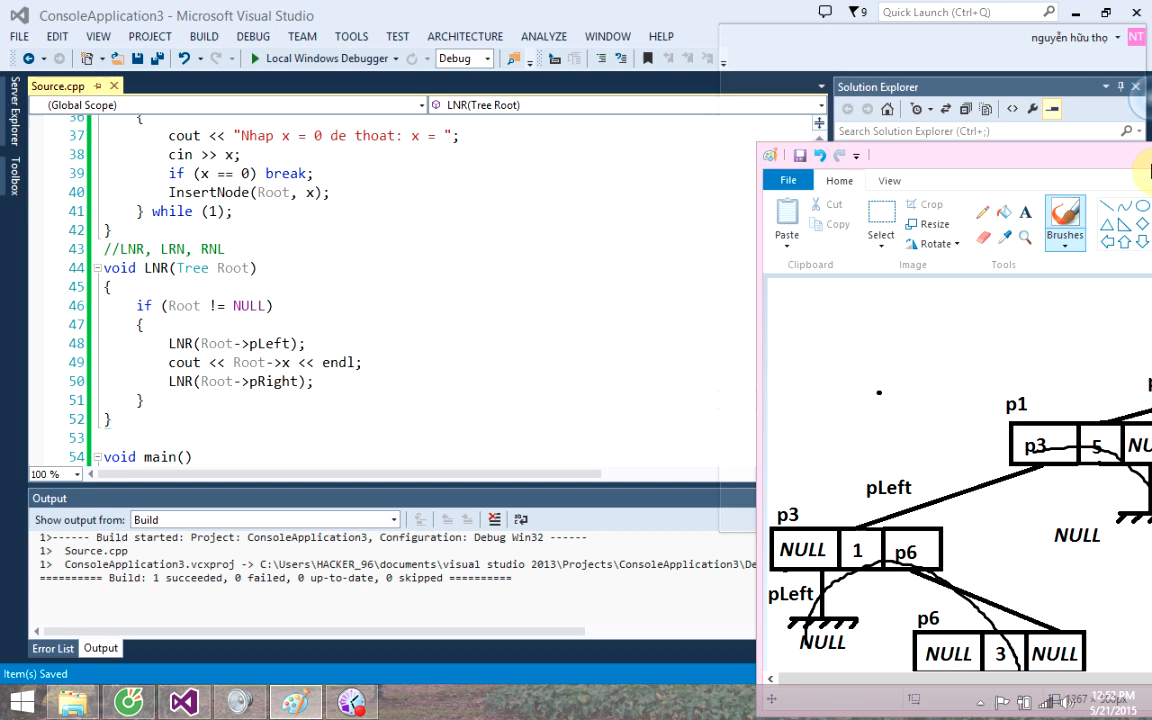 ConsoleApplication3 - Microsoft Visual Studio
9
Quick Launch (Ctrl+Q)
FILE EDIT VIEW PROJECT BUILD DEBUG TEAM TOOLS TEST ARCHITECTURE ANALYZE WINDOW HELP
nguyễn hữu thọ NT
Local Windows Debugger Debug
Server Explorer
Toolbox
Source.cpp
Solution Explorer
(Global Scope) LNR(Tree Root)
Search Solution Explorer (Ctrl+;)
36 {
37 cout << "Nhap x = 0 de thoat: x = ";
38 cin >> x;
39 if (x == 0) break;
40 InsertNode(Root, x);
41 } while (1);
42 }
43 //LNR, LRN, RNL
44 void LNR(Tree Root)
45 {
46 if (Root != NULL)
47 {
48 LNR(Root->pLeft);
49 cout << Root->x << endl;
50 LNR(Root->pRight);
51 }
52 }
53
54 void main()
100 %
File Home View
Paste
Cut
Copy
Clipboard
Select
Crop
Resize
Rotate
Image
A
Tools
Brushes
p1
p3 5 NU
pLeft
p3
NULL 1 p6
NULL
pLeft
NULL
p6
NULL 3 NULL
Output
Show output from: Build
1>------ Build started: Project: ConsoleApplication3, Configuration: Debug Win32 ------
1> Source.cpp
1> ConsoleApplication3.vcxproj -> C:\Users\HACKER_96\documents\visual studio 2013\Projects\ConsoleApplication3\De
========== Build: 1 succeeded, 0 failed, 0 up-to-date, 0 skipped ==========
Error List Output
Item(s) Saved
12:52 PM
5/21/2015